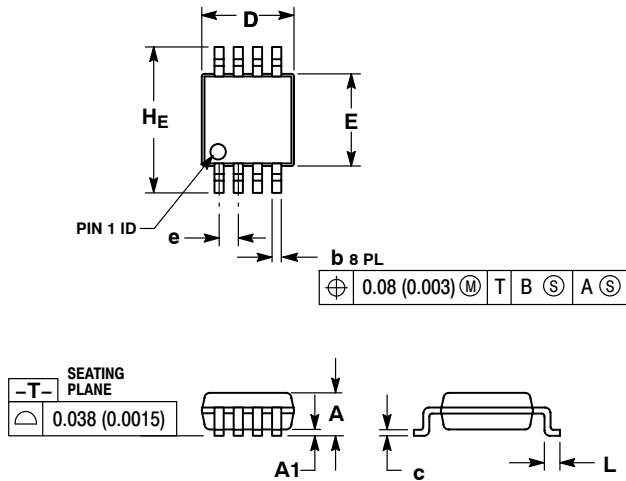 D
HE
E
PIN 1 ID
e
b 8 PL
⌖ 0.08 (0.003) Ⓜ T B Ⓢ A Ⓢ
–T– SEATING
PLANE
⌓ 0.038 (0.0015)
A
A1
c
L